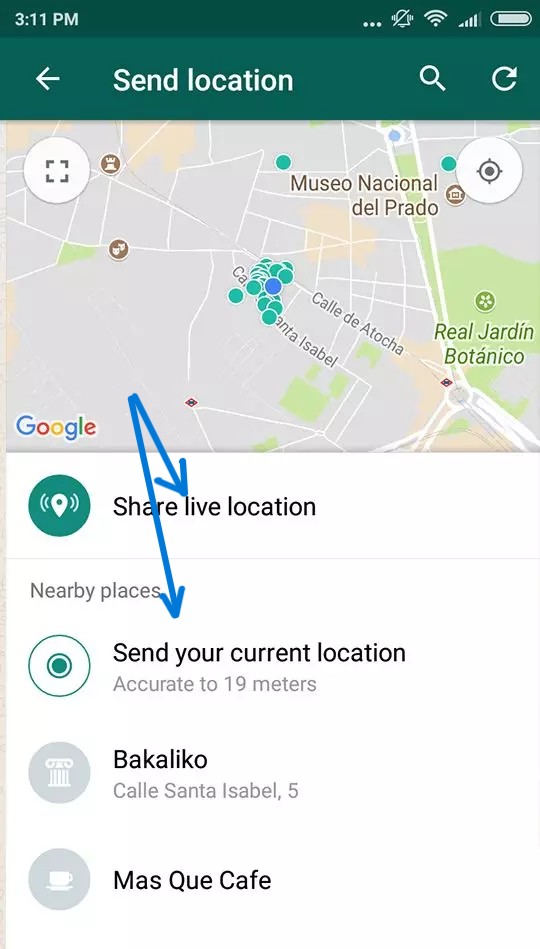 3:11 PM
Send location
Museo Nacional
del Prado
Calle de Atocha
Santa Isabel
Real Jardín
Botánico
Google
Share live location
Nearby places
Send your current location
Accurate to 19 meters
Bakaliko
Calle Santa Isabel, 5
Mas Que Cafe